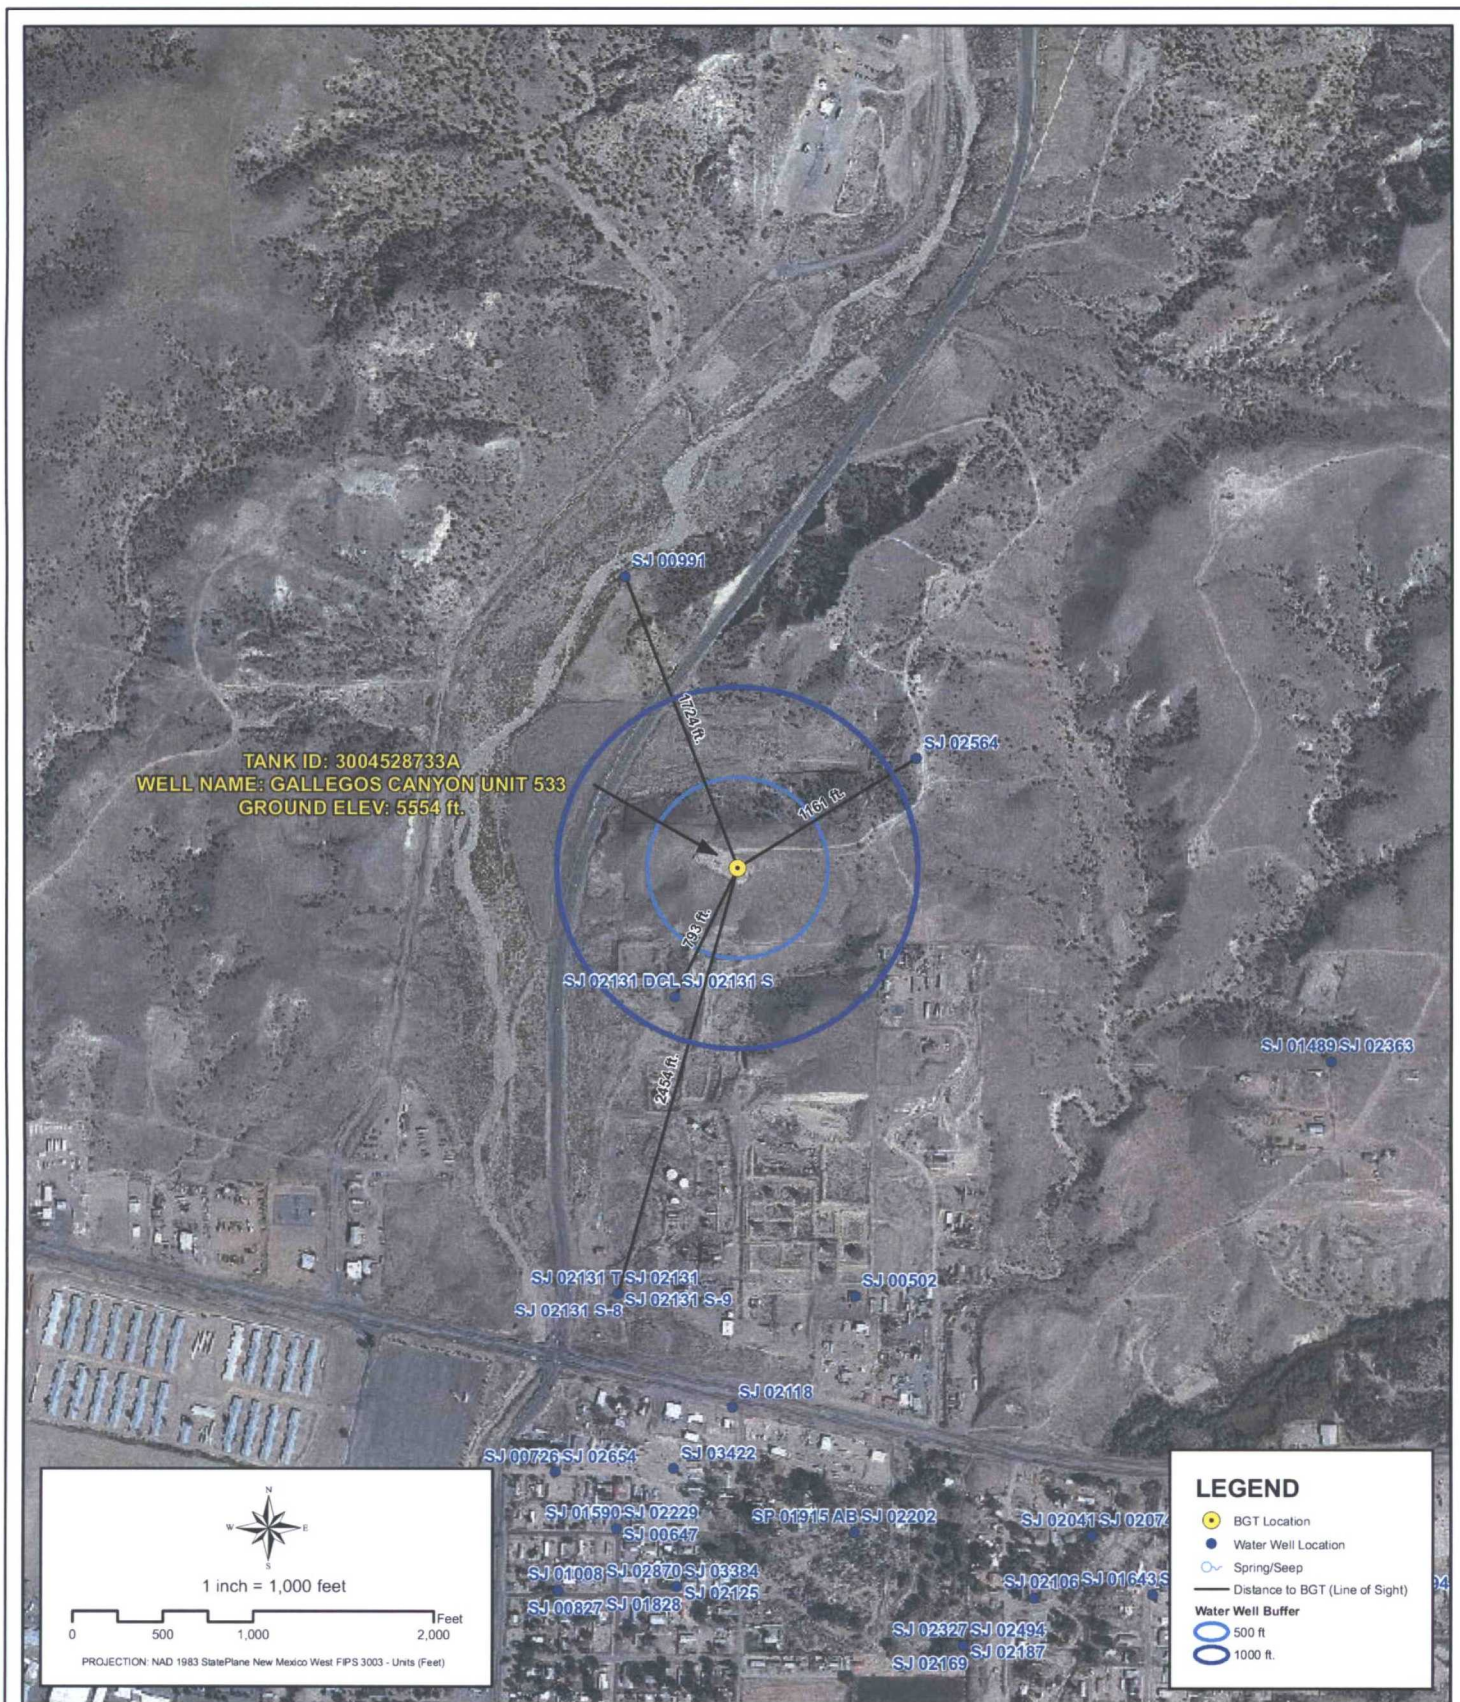 SJ 00991
1724 ft.
SJ 02564
TANK ID: 3004528733A
WELL NAME: GALLEGOS CANYON UNIT 533
GROUND ELEV: 5554 ft.
1161 ft.
793 ft.
SJ 02131 DCL SJ 02131 S
SJ 01489 SJ 02363
2454 ft.
SJ 02131 T SJ 02131
SJ 02131 S-8 SJ 02131 S-9
SJ 00502
SJ 02118
SJ 00726 SJ 02654
SJ 03422
SJ 01590 SJ 02229
SJ 00647
SP 01915 AB SJ 02202
SJ 02041 SJ 0207
SJ 01008 SJ 02870 SJ 03384
SJ 00827 SJ 01828 SJ 02125
SJ 02106 SJ 01643 S
94
SJ 02327 SJ 02494
SJ 02169 SJ 02187
N
W E
S
1 inch = 1,000 feet
Feet
0 500 1,000 2,000
PROJECTION: NAD 1983 StatePlane New Mexico West FIPS 3003 - Units (Feet)
LEGEND
BGT Location
Water Well Location
Spring/Seep
Distance to BGT (Line of Sight)
Water Well Buffer
500 ft
1000 ft.